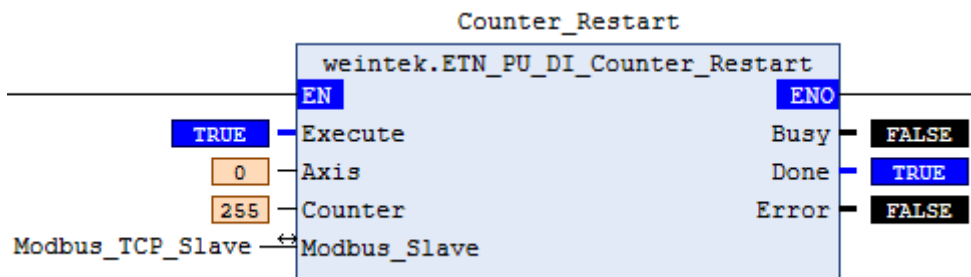 Counter_Restart
weintek.ETN_PU_DI_Counter_Restart
EN ENO
TRUE Execute Busy FALSE
0 Axis Done TRUE
255 Counter Error FALSE
Modbus_TCP_Slave Modbus_Slave